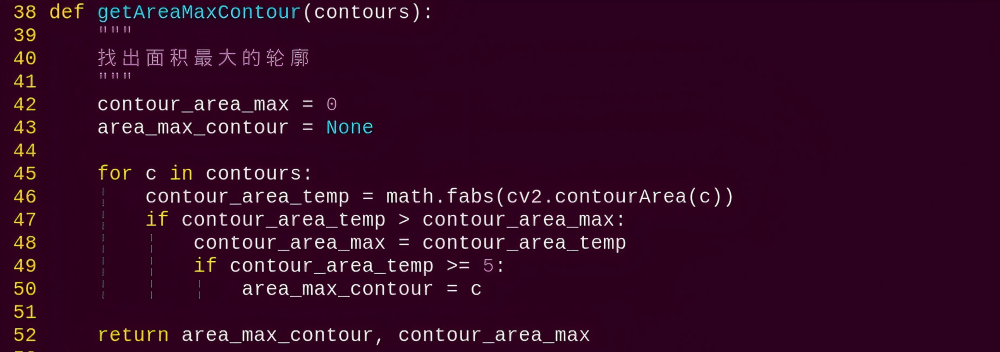 38 def getAreaMaxContour(contours):
39     """
40     找出面积最大的轮廓
41     """
42     contour_area_max = 0
43     area_max_contour = None
44
45     for c in contours:
46         contour_area_temp = math.fabs(cv2.contourArea(c))
47         if contour_area_temp > contour_area_max:
48             contour_area_max = contour_area_temp
49             if contour_area_temp >= 5:
50                 area_max_contour = c
51
52     return area_max_contour, contour_area_max